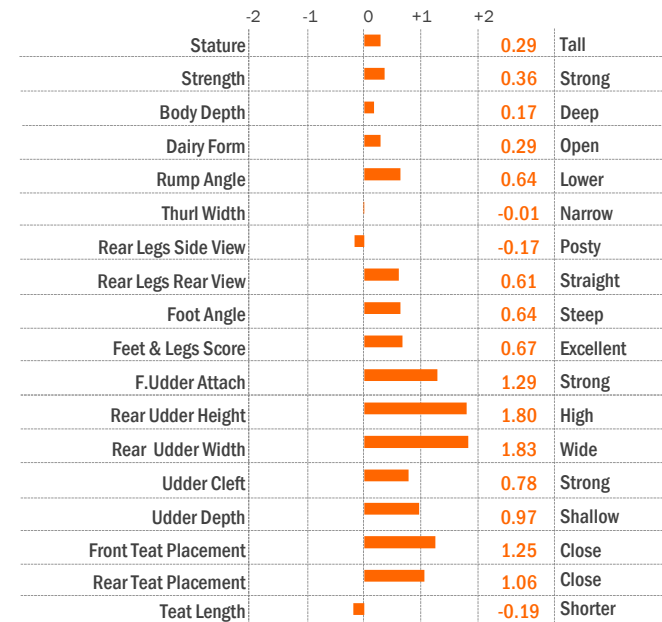 -2 -1 0 +1 +2
Stature 0.29 Tall
Strength 0.36 Strong
Body Depth 0.17 Deep
Dairy Form 0.29 Open
Rump Angle 0.64 Lower
Thurl Width -0.01 Narrow
Rear Legs Side View -0.17 Posty
Rear Legs Rear View 0.61 Straight
Foot Angle 0.64 Steep
Feet & Legs Score 0.67 Excellent
F.Udder Attach 1.29 Strong
Rear Udder Height 1.80 High
Rear Udder Width 1.83 Wide
Udder Cleft 0.78 Strong
Udder Depth 0.97 Shallow
Front Teat Placement 1.25 Close
Rear Teat Placement 1.06 Close
Teat Length -0.19 Shorter